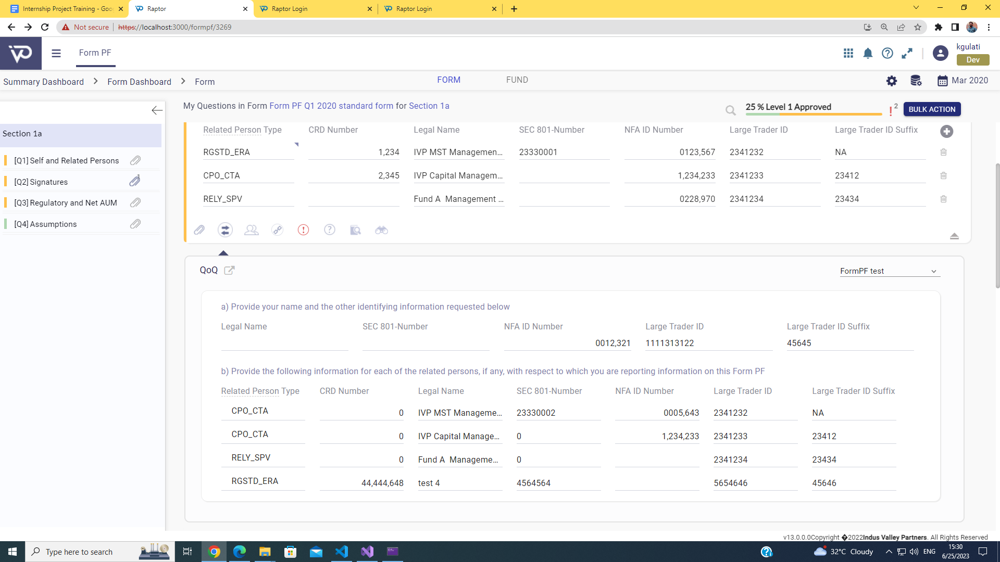 Internship Project Training - Goo
Raptor
Raptor Login
Raptor Login
Not secure
https://localhost:3000/formpf/3269
Form PF
kgulati
Dev
Summary Dashboard > Form Dashboard > Form
FORM
FUND
Mar 2020
My Questions in Form Form PF Q1 2020 standard form for Section 1a
25 % Level 1 Approved
! 2
BULK ACTION
Section 1a
[Q1] Self and Related Persons
[Q2] Signatures
1
[Q3] Regulatory and Net AUM
[Q4] Assumptions
Related Person Type CRD Number Legal Name SEC 801-Number NFA ID Number Large Trader ID Large Trader ID Suffix
RGSTD_ERA 1,234 IVP MST Managemen... 23330001 0123,567 2341232 NA
CPO_CTA 2,345 IVP Capital Managem... 1,234,233 2341233 23412
RELY_SPV Fund A Management ... 0228,970 2341234 23434
QoQ
FormPF test
a) Provide your name and the other identifying information requested below
Legal Name SEC 801-Number NFA ID Number Large Trader ID Large Trader ID Suffix
0012,321 1111313122 45645
b) Provide the following information for each of the related persons, if any, with respect to which you are reporting information on this Form PF
Related Person Type CRD Number Legal Name SEC 801-Number NFA ID Number Large Trader ID Large Trader ID Suffix
CPO_CTA 0 IVP MST Manageme... 23330002 0005,643 2341232 NA
CPO_CTA 0 IVP Capital Manage... 0 1,234,233 2341233 23412
RELY_SPV 0 Fund A Manageme... 0 2341234 23434
RGSTD_ERA 44,444,648 test 4 4564564 5654646 45646
v13.0.0.0Copyright �2022Indus Valley Partners. All Rights Reserved
Type here to search
32°C Cloudy
ENG
15:30
6/25/2023